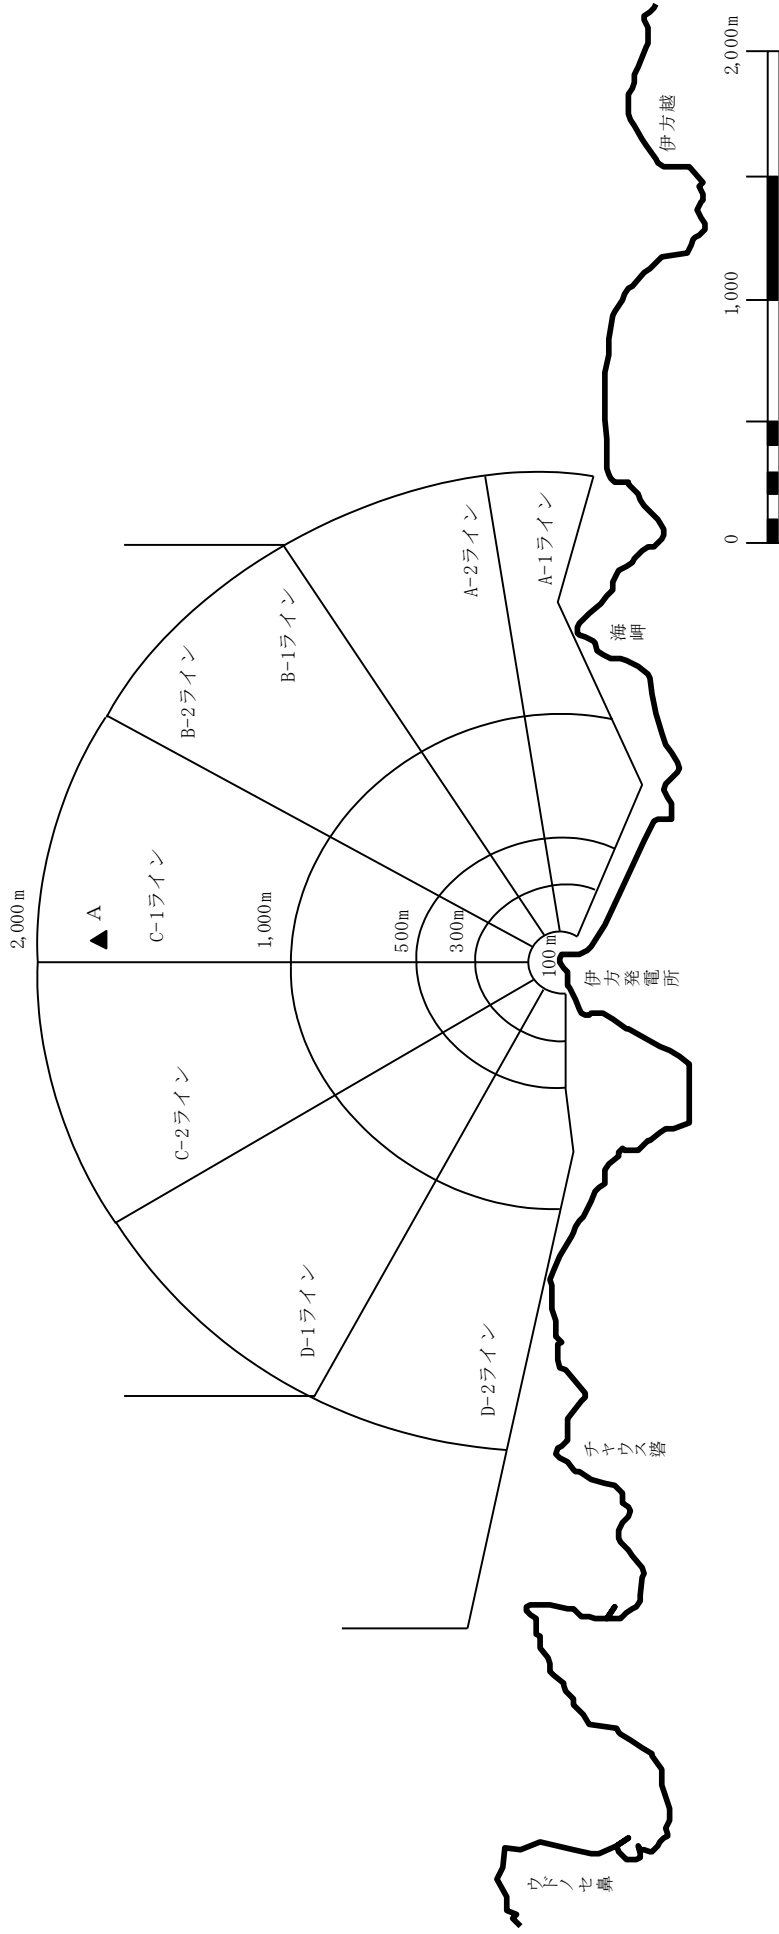 2,000m
A
C-1ライン
C-2ライン
B-2ライン
B-1ライン
1,000m
D-1ライン
500m
300m
A-2ライン
D-2ライン
A-1ライン
100m
ウドノセ鼻
チャウス碆
伊方発電所
海岬
伊方越
0
1,000
2,000m